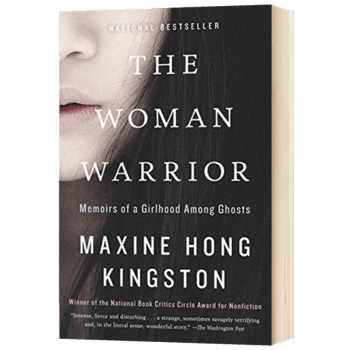 NATIONAL BESTSELLER
THE
WOMAN
WARRIOR
Memoirs of a Girlhood Among Ghosts
MAXINE HONG
KINGSTON
Winner of the National Book Critics Circle Award for Nonfiction
"Intense, fierce and disturbing . . . a strange, sometimes savagely terrifying
and, in the literal sense, wonderful story." —The Washington Post